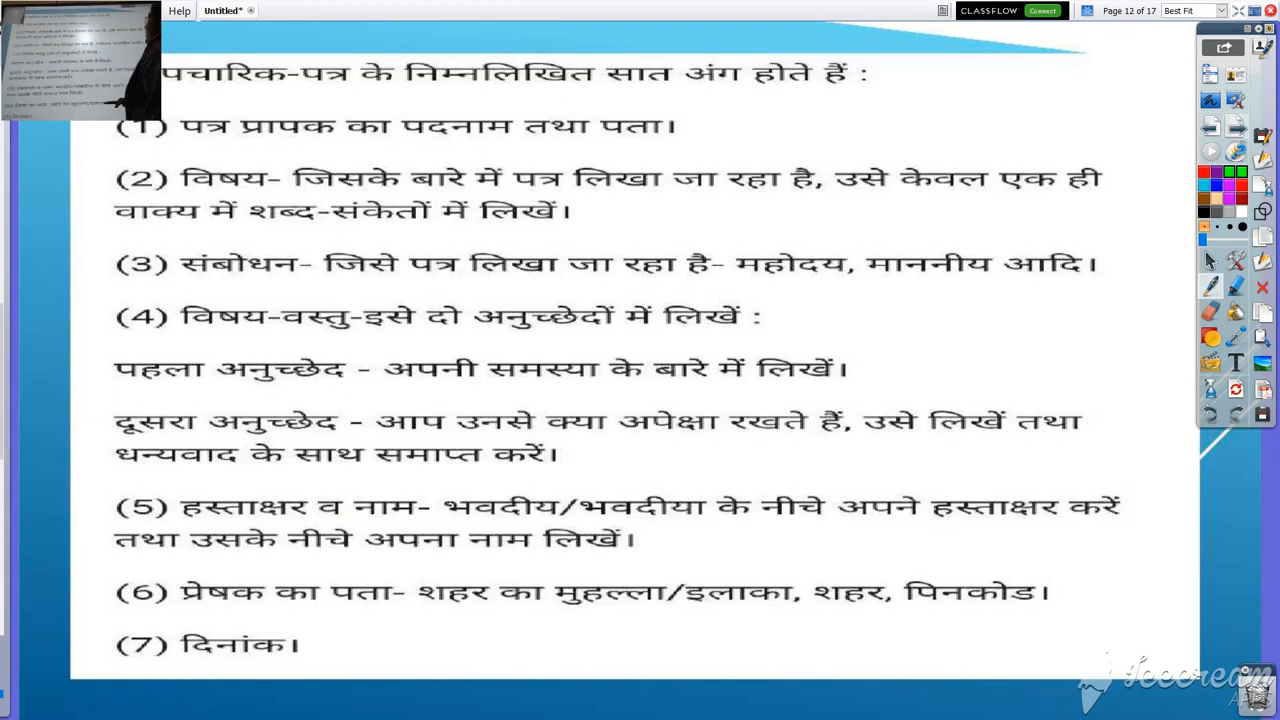 Help
Untitled*
CLASSFLOW Connect
Page 12 of 17
Best Fit
पचारिक-पत्र के निम्नलिखित सात अंग होते हैं :
(1) पत्र प्रापक का पदनाम तथा पता।
(2) विषय- जिसके बारे में पत्र लिखा जा रहा है, उसे केवल एक ही
वाक्य में शब्द-संकेतों में लिखें।
(3) संबोधन- जिसे पत्र लिखा जा रहा है- महोदय, माननीय आदि।
(4) विषय-वस्तु-इसे दो अनुच्छेदों में लिखें :
पहला अनुच्छेद - अपनी समस्या के बारे में लिखें।
दूसरा अनुच्छेद - आप उनसे क्या अपेक्षा रखते हैं, उसे लिखें तथा
धन्यवाद के साथ समाप्त करें।
(5) हस्ताक्षर व नाम- भवदीय/भवदीया के नीचे अपने हस्ताक्षर करें
तथा उसके नीचे अपना नाम लिखें।
(6) प्रेषक का पता- शहर का मुहल्ला/इलाका, शहर, पिनकोड।
(7) दिनांक।
Icecream
APPS